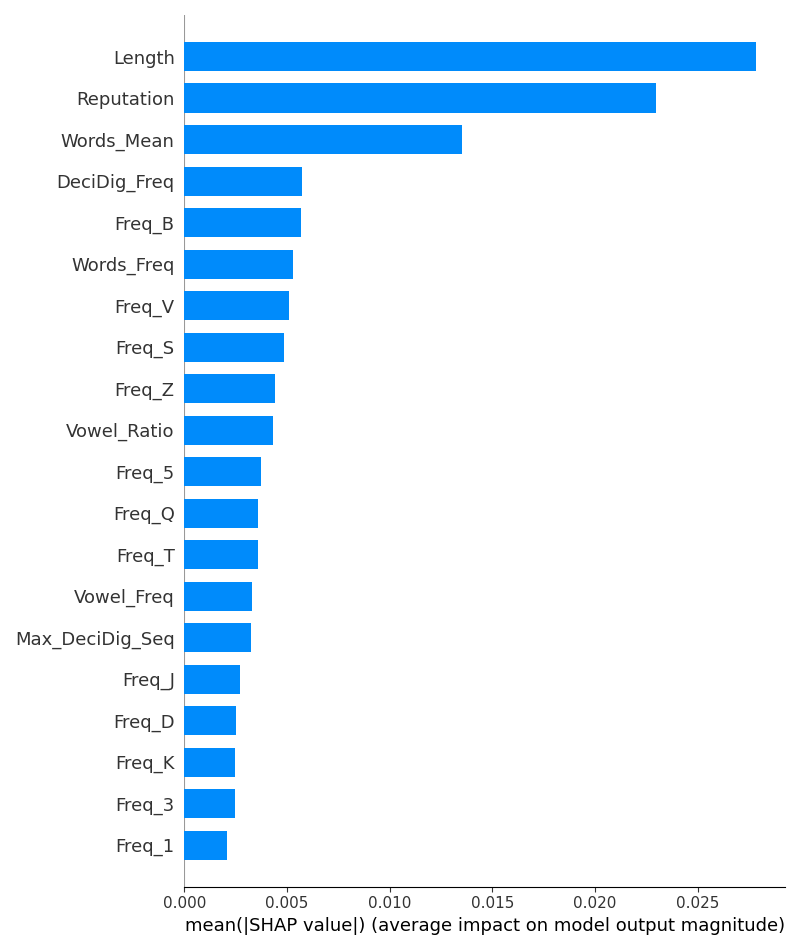 Length
Reputation
Words_Mean
DeciDig_Freq
Freq_B
Words_Freq
Freq_V
Freq_S
Freq_Z
Vowel_Ratio
Freq_5
Freq_Q
Freq_T
Vowel_Freq
Max_DeciDig_Seq
Freq_J
Freq_D
Freq_K
Freq_3
Freq_1
0.000 0.005 0.010 0.015 0.020 0.025
mean(|SHAP value|) (average impact on model output magnitude)